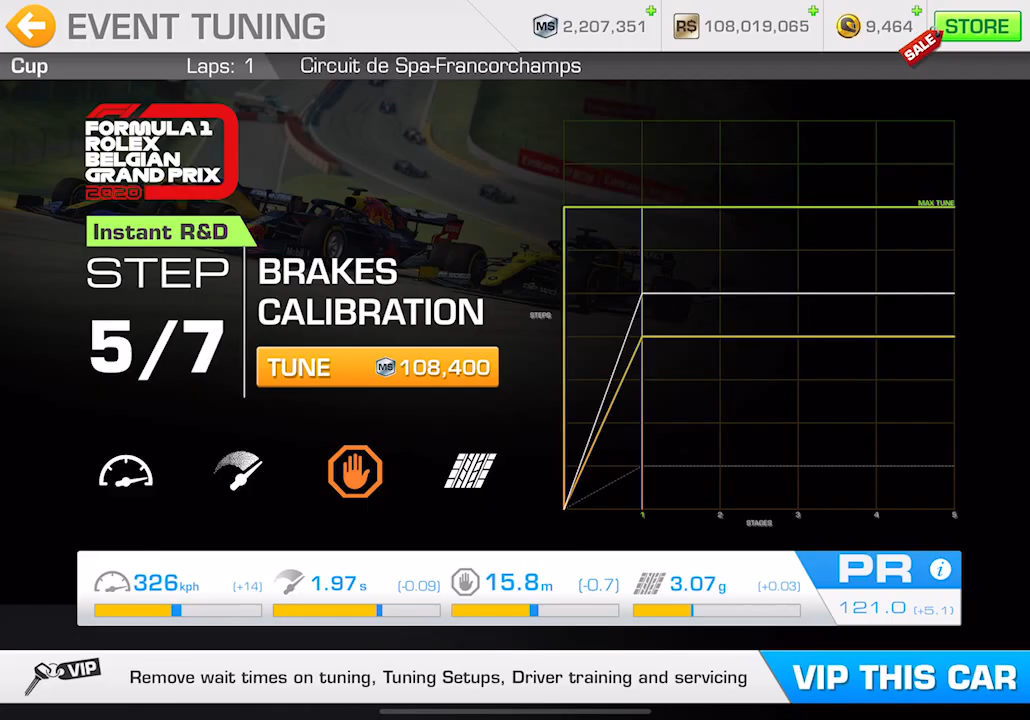 EVENT TUNING
MS 2,207,351
R$ 108,019,065
9,464
STORE
SALE
Cup
Laps: 1
Circuit de Spa-Francorchamps
FORMULA 1
ROLEX
BELGIAN
GRAND PRIX
2020
Instant R&D
STEP
5/7
BRAKES
CALIBRATION
TUNE MS 108,400
MAX TUNE
STEPS
1 2 3 4 5
STAGES
326kph (+14)
1.97s (-0.09)
15.8m (-0.7)
3.07g (+0.03)
PR i
121.0 (+5.1)
VIP
Remove wait times on tuning, Tuning Setups, Driver training and servicing
VIP THIS CAR